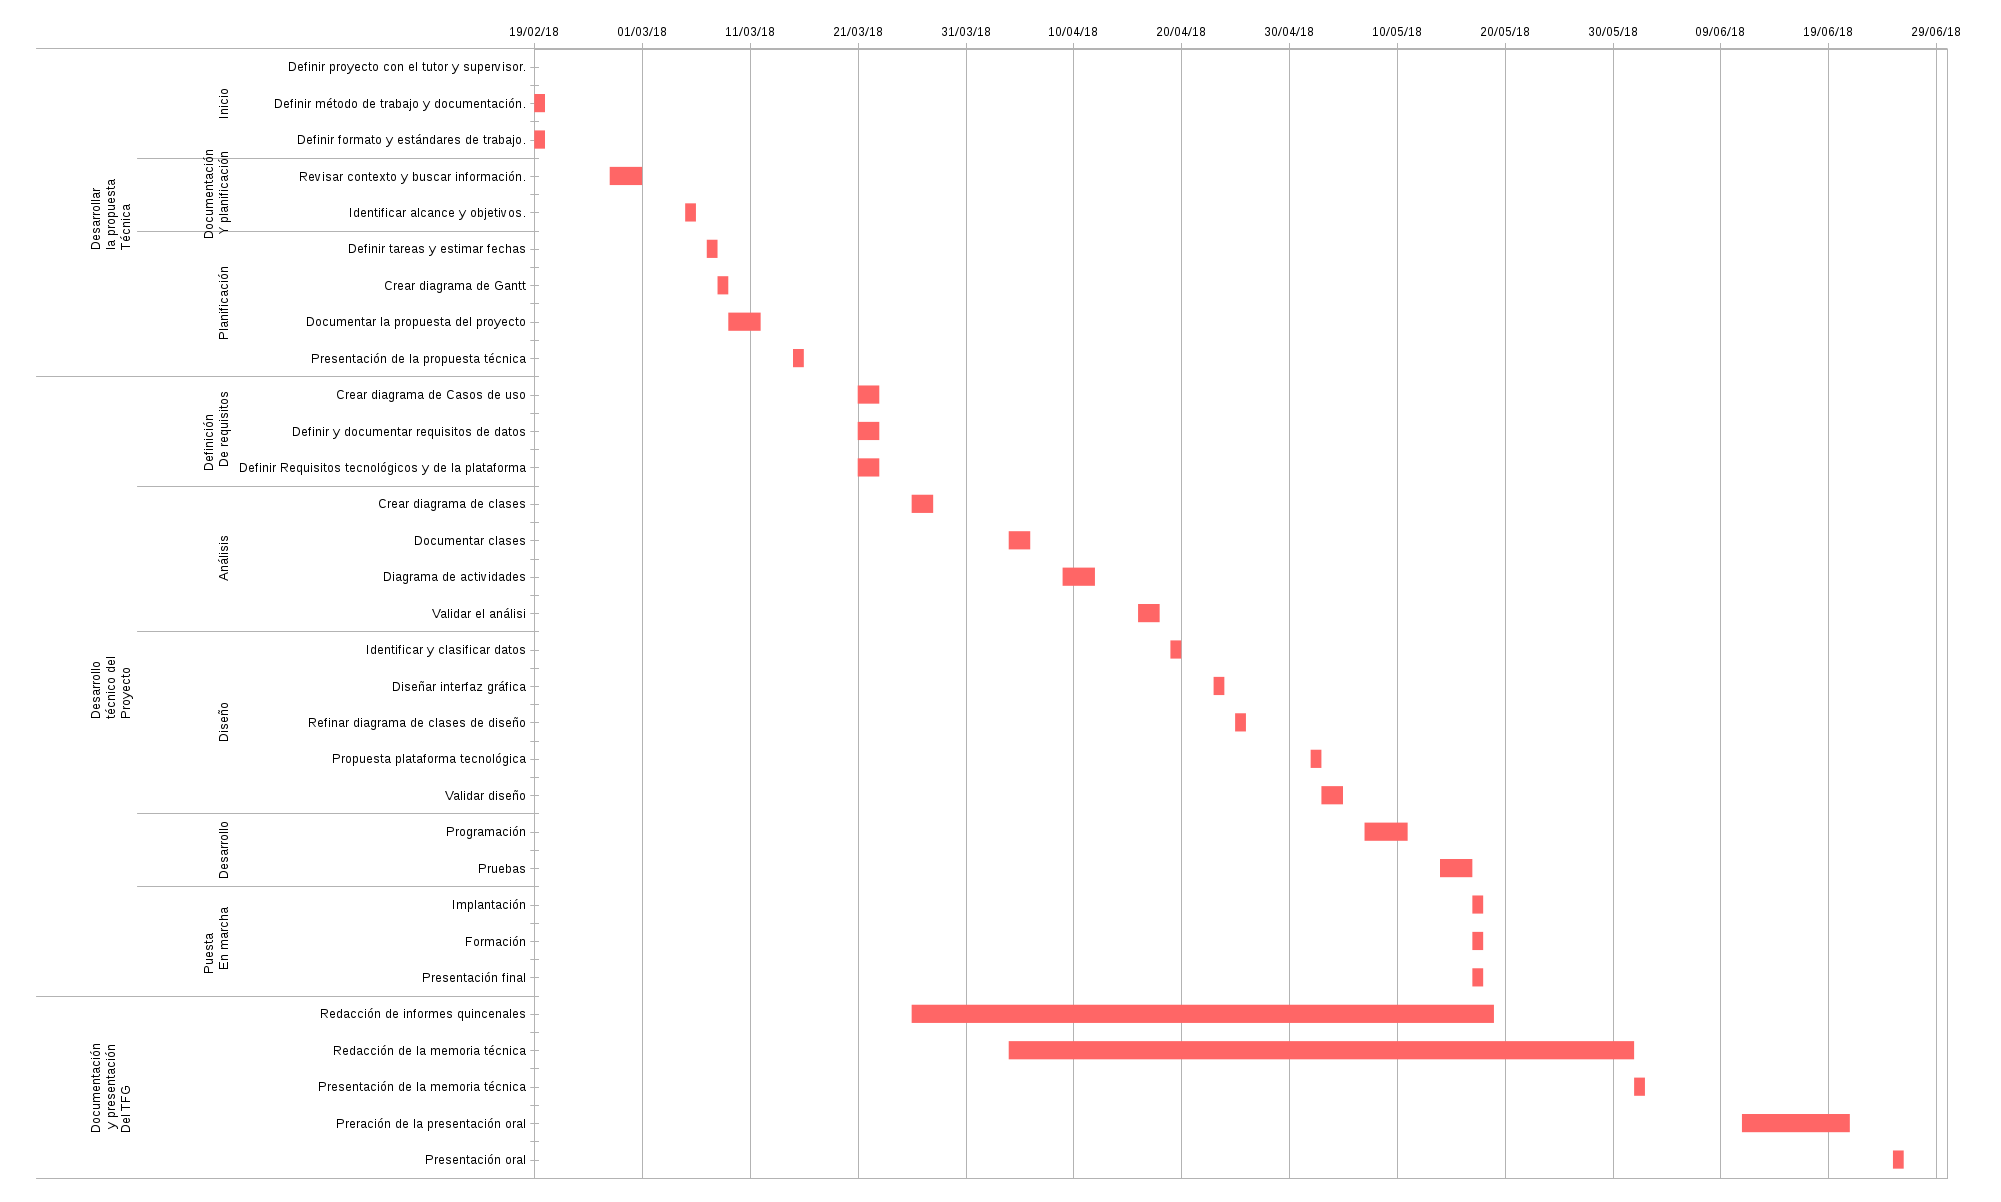 19/02/18 01/03/18 11/03/18 21/03/18 31/03/18 10/04/18 20/04/18 30/04/18 10/05/18 20/05/18 30/05/18 09/06/18 19/06/18 29/06/18
Desarrollar
la propuesta
Técnica
Inicio
Definir proyecto con el tutor y supervisor.
Definir método de trabajo y documentación.
Definir formato y estándares de trabajo.
Documentación
Y planificación
Revisar contexto y buscar información.
Identificar alcance y objetivos.
Planificación
Definir tareas y estimar fechas
Crear diagrama de Gantt
Documentar la propuesta del proyecto
Presentación de la propuesta técnica
Desarrollo
técnico del
Proyecto
Definición
De requisitos
Crear diagrama de Casos de uso
Definir y documentar requisitos de datos
Definir Requisitos tecnológicos y de la plataforma
Análisis
Crear diagrama de clases
Documentar clases
Diagrama de actividades
Validar el análisi
Diseño
Identificar y clasificar datos
Diseñar interfaz gráfica
Refinar diagrama de clases de diseño
Propuesta plataforma tecnológica
Validar diseño
Desarrollo
Programación
Pruebas
Puesta
En marcha
Implantación
Formación
Presentación final
Documentación
y presentación
Del TFG
Redacción de informes quincenales
Redacción de la memoria técnica
Presentación de la memoria técnica
Preración de la presentación oral
Presentación oral